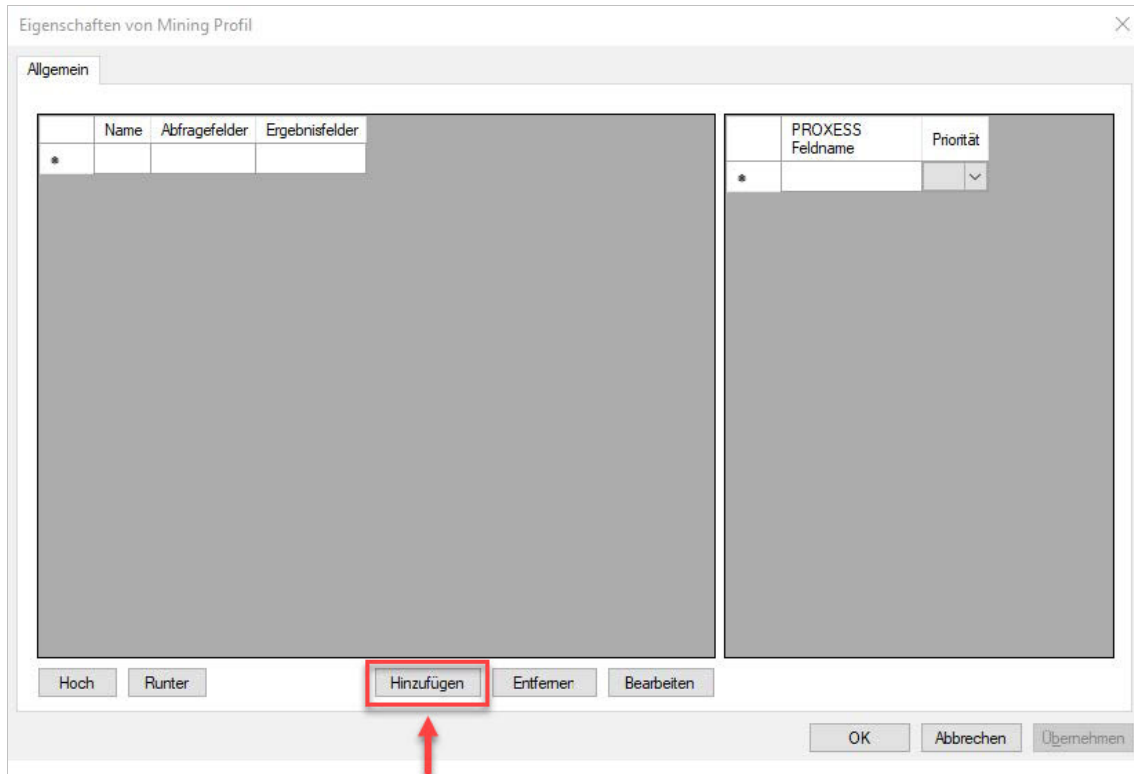 Eigenschaften von Mining Profil
Allgemein
Name Abfragefelder Ergebnisfelder
*
PROXESS
Feldname
Priorität
*
Hoch Runter Hinzufügen Entfernen Bearbeiten
OK Abbrechen Übernehmen